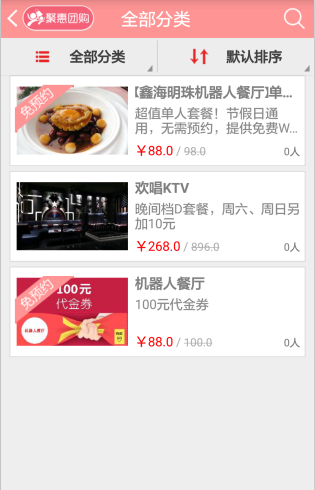 聚惠团购
全部分类
全部分类
默认排序
免预约
【鑫海明珠机器人餐厅】单...
超值单人套餐！节假日通
用，无需预约，提供免费W...
￥88.0 / 98.0
0人
欢唱KTV
晚间档D套餐，周六、周日另
加10元
￥268.0 / 896.0
0人
免预约
100元
代金券
机器人餐厅
机器人餐厅
100元代金券
￥88.0 / 100.0
0人